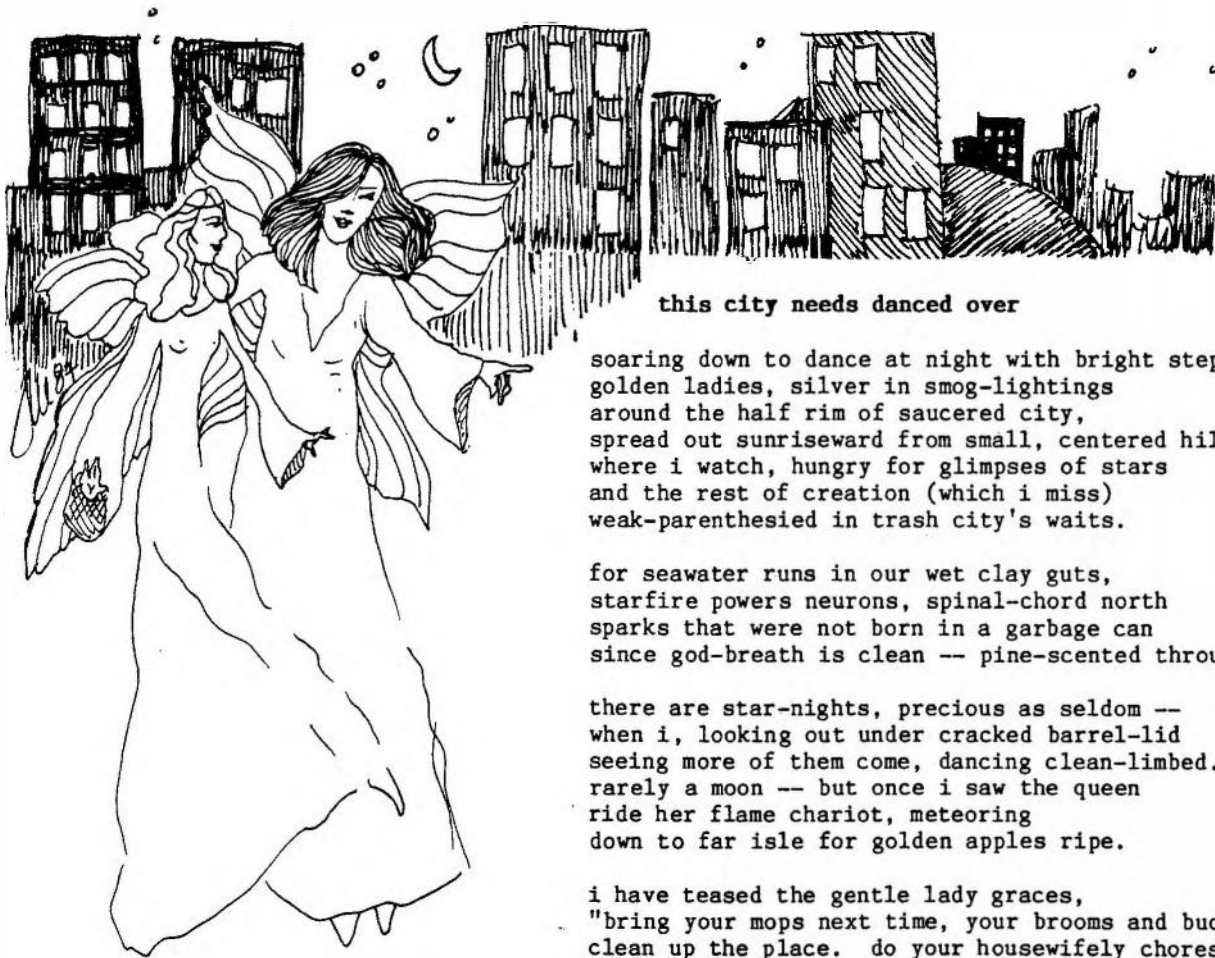 this city needs danced over
soaring down to dance at night with bright step
golden ladies, silver in smog-lightings
around the half rim of saucered city,
spread out sunriseward from small, centered hil
where i watch, hungry for glimpses of stars
and the rest of creation (which i miss)
weak-parenthesied in trash city's waits.
for seawater runs in our wet clay guts,
starfire powers neurons, spinal-chord north
sparks that were not born in a garbage can
since god-breath is clean -- pine-scented throu
there are star-nights, precious as seldom --
when i, looking out under cracked barrel-lid
seeing more of them come, dancing clean-limbed.
rarely a moon -- but once i saw the queen
ride her flame chariot, meteoring
down to far isle for golden apples ripe.
i have teased the gentle lady graces,
"bring your mops next time, your brooms and buc
clean up the place.  do your housewifely chores